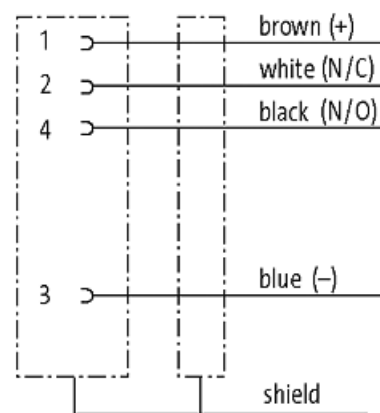 1 brown (+)
2 white (N/C)
4 black (N/O)
3 blue (–)
shield